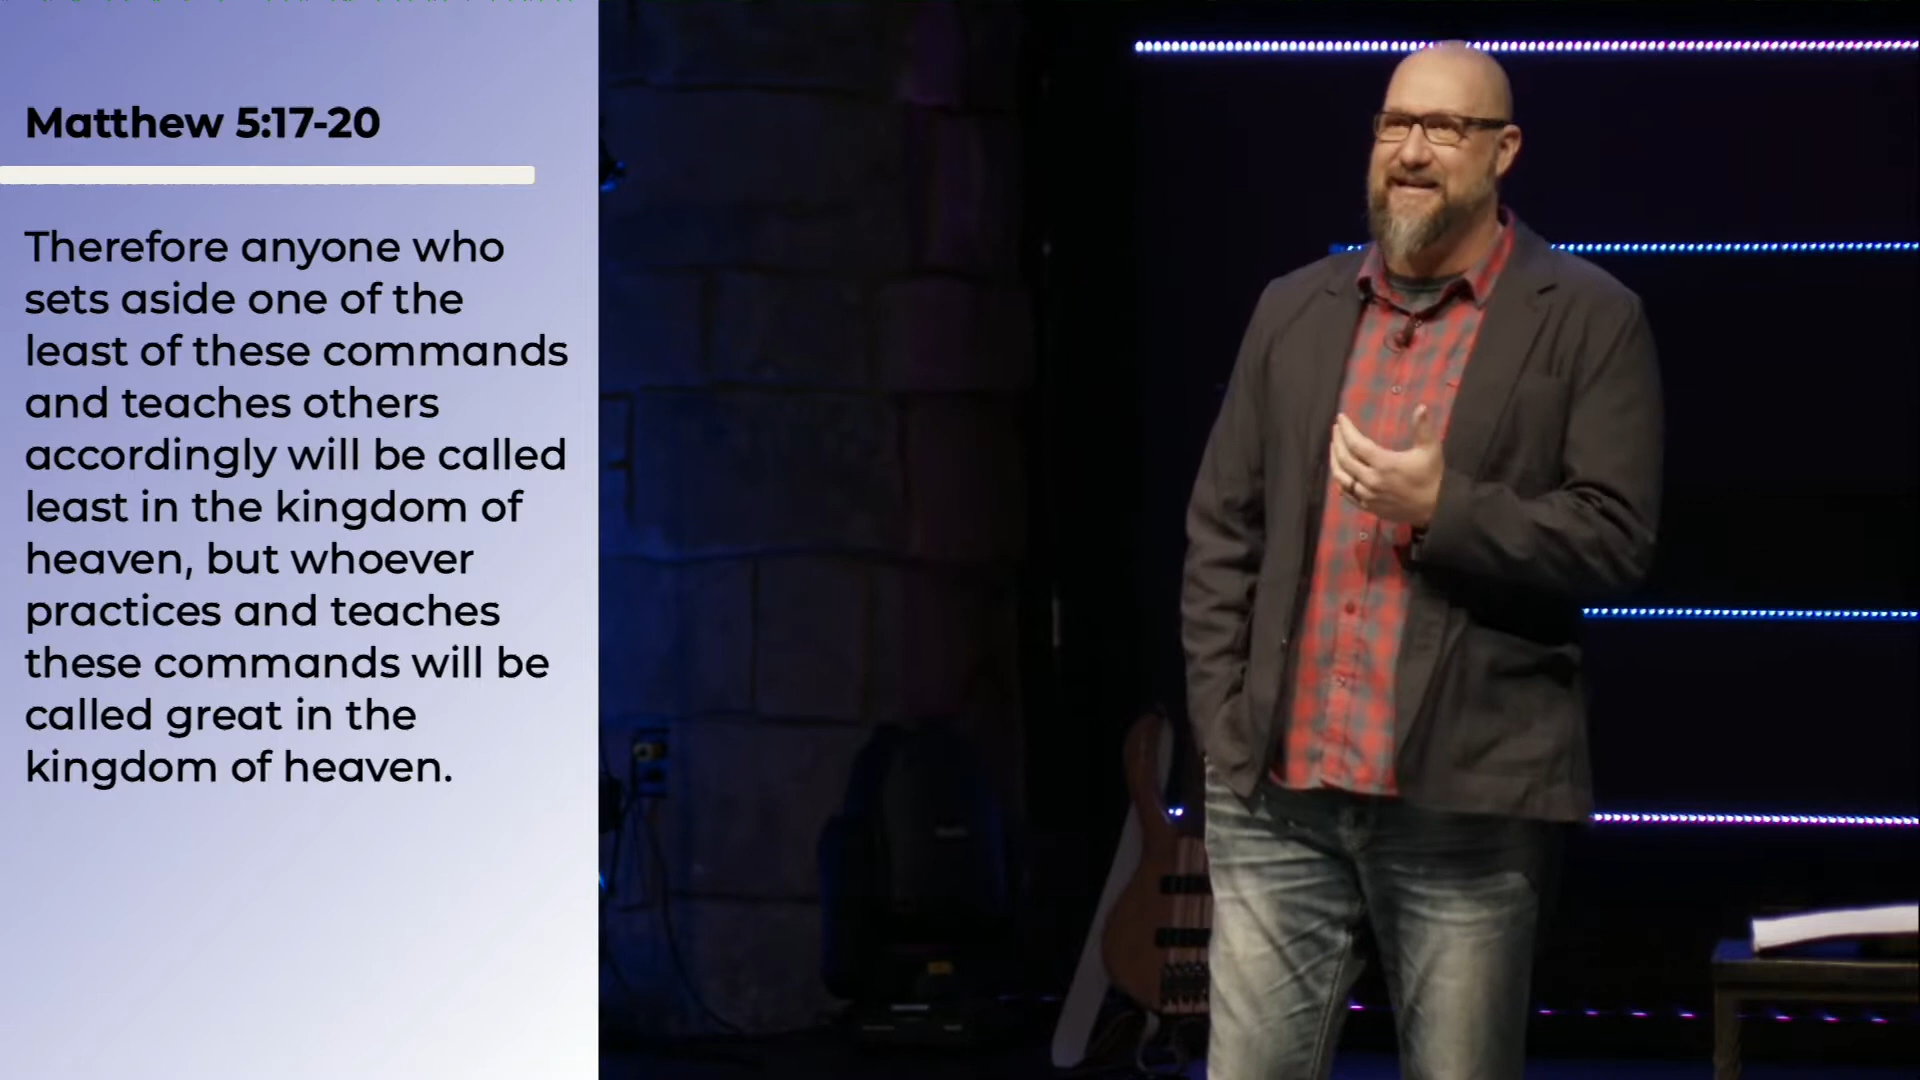 Matthew 5:17-20
Therefore anyone who
sets aside one of the
least of these commands
and teaches others
accordingly will be called
least in the kingdom of
heaven, but whoever
practices and teaches
these commands will be
called great in the
kingdom of heaven.